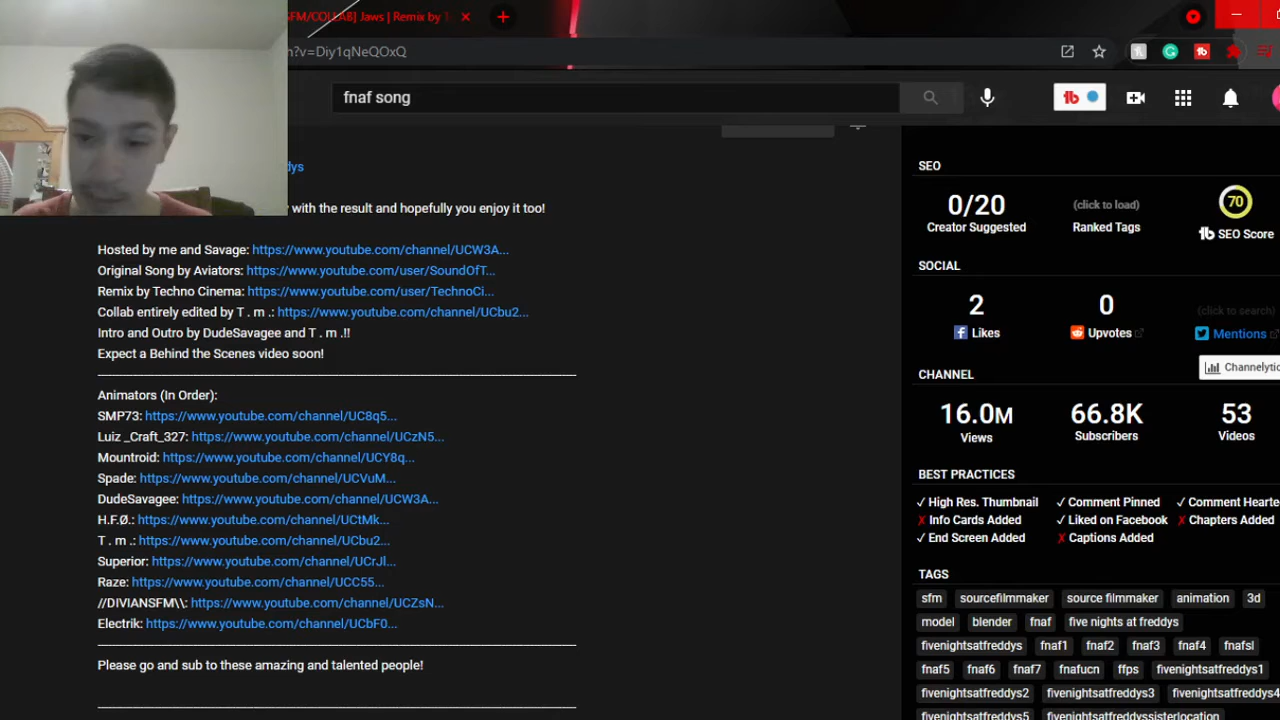 SFM/COLLAB] Jaws | Remix by
?v=Diy1qNeQOxQ
fnaf song
dys
with the result and hopefully you enjoy it too!
Hosted by me and Savage: https://www.youtube.com/channel/UCW3A...
Original Song by Aviators: https://www.youtube.com/user/SoundOfT...
Remix by Techno Cinema: https://www.youtube.com/user/TechnoCi...
Collab entirely edited by T . m .: https://www.youtube.com/channel/UCbu2...
Intro and Outro by DudeSavagee and T . m .!!
Expect a Behind the Scenes video soon!
Animators (In Order):
SMP73: https://www.youtube.com/channel/UC8q5...
Luiz _Craft_327: https://www.youtube.com/channel/UCzN5...
Mountroid: https://www.youtube.com/channel/UCY8q...
Spade: https://www.youtube.com/channel/UCVuM...
DudeSavagee: https://www.youtube.com/channel/UCW3A...
H.F.Ø.: https://www.youtube.com/channel/UCtMk...
T . m .: https://www.youtube.com/channel/UCbu2...
Superior: https://www.youtube.com/channel/UCrJl...
Raze: https://www.youtube.com/channel/UCC55...
//DIVIANSFM\\: https://www.youtube.com/channel/UCZsN...
Electrik: https://www.youtube.com/channel/UCbF0...
Please go and sub to these amazing and talented people!
SEO
0/20 (click to load) 70
Creator Suggested Ranked Tags tb SEO Score
SOCIAL
2 0 (click to search)
Likes Upvotes Mentions
Channelytic
CHANNEL
16.0M 66.8K 53
Views Subscribers Videos
BEST PRACTICES
✓ High Res. Thumbnail ✓ Comment Pinned ✓ Comment Hearte
✗ Info Cards Added ✓ Liked on Facebook ✗ Chapters Added
✓ End Screen Added ✗ Captions Added
TAGS
sfm sourcefilmmaker source filmmaker animation 3d
model blender fnaf five nights at freddys
fivenightsatfreddys fnaf1 fnaf2 fnaf3 fnaf4 fnafsl
fnaf5 fnaf6 fnaf7 fnafucn ffps fivenightsatfreddys1
fivenightsatfreddys2 fivenightsatfreddys3 fivenightsatfreddys4
fivenightsatfreddys5 fivenightsatfreddyssisterlocation